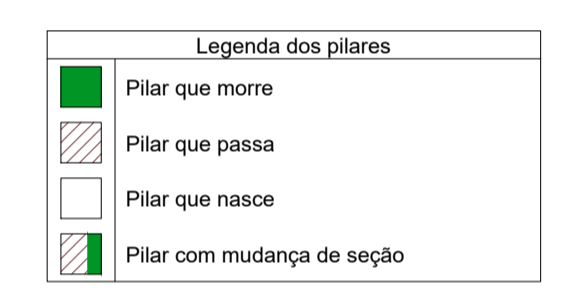 Legenda dos pilares
Pilar que morre
Pilar que passa
Pilar que nasce
Pilar com mudança de seção